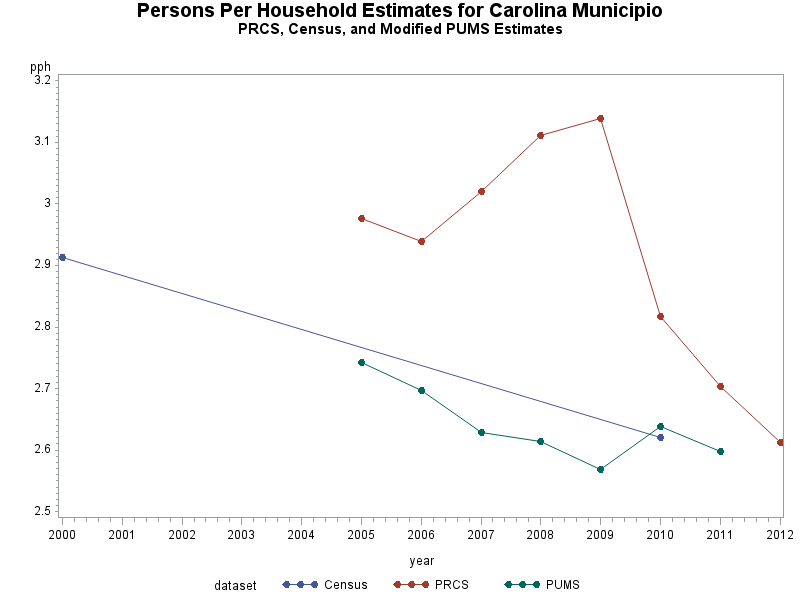 Persons Per Household Estimates for Carolina Municipio
PRCS, Census, and Modified PUMS Estimates
pph
3.2
3.1
3
2.9
2.8
2.7
2.6
2.5
2000 2001 2002 2003 2004 2005 2006 2007 2008 2009 2010 2011 2012
year
dataset Census PRCS PUMS